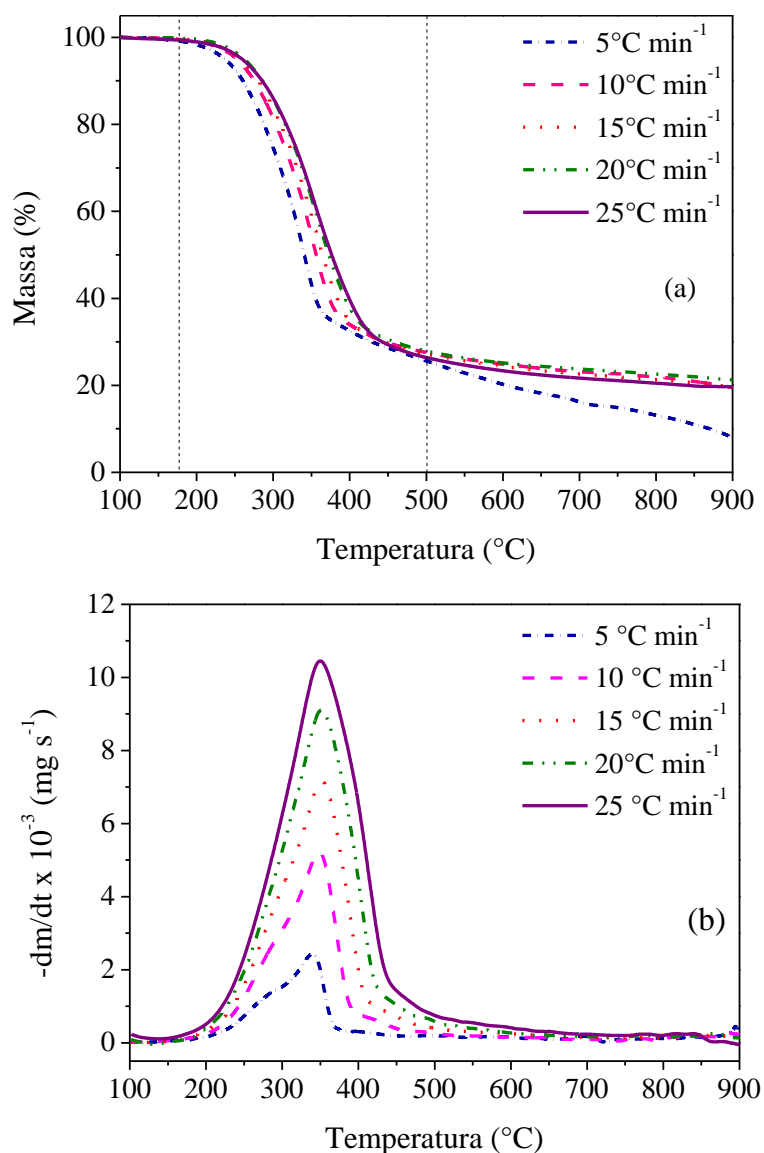 100
80
60
40
20
0
Massa (%)
5°C min⁻¹
10°C min⁻¹
15°C min⁻¹
20°C min⁻¹
25°C min⁻¹
(a)
100 200 300 400 500 600 700 800 900
Temperatura (°C)
12
10
8
6
4
2
0
-dm/dt x 10⁻³ (mg s⁻¹)
5 °C min⁻¹
10 °C min⁻¹
15 °C min⁻¹
20°C min⁻¹
25 °C min⁻¹
(b)
100 200 300 400 500 600 700 800 900
Temperatura (°C)